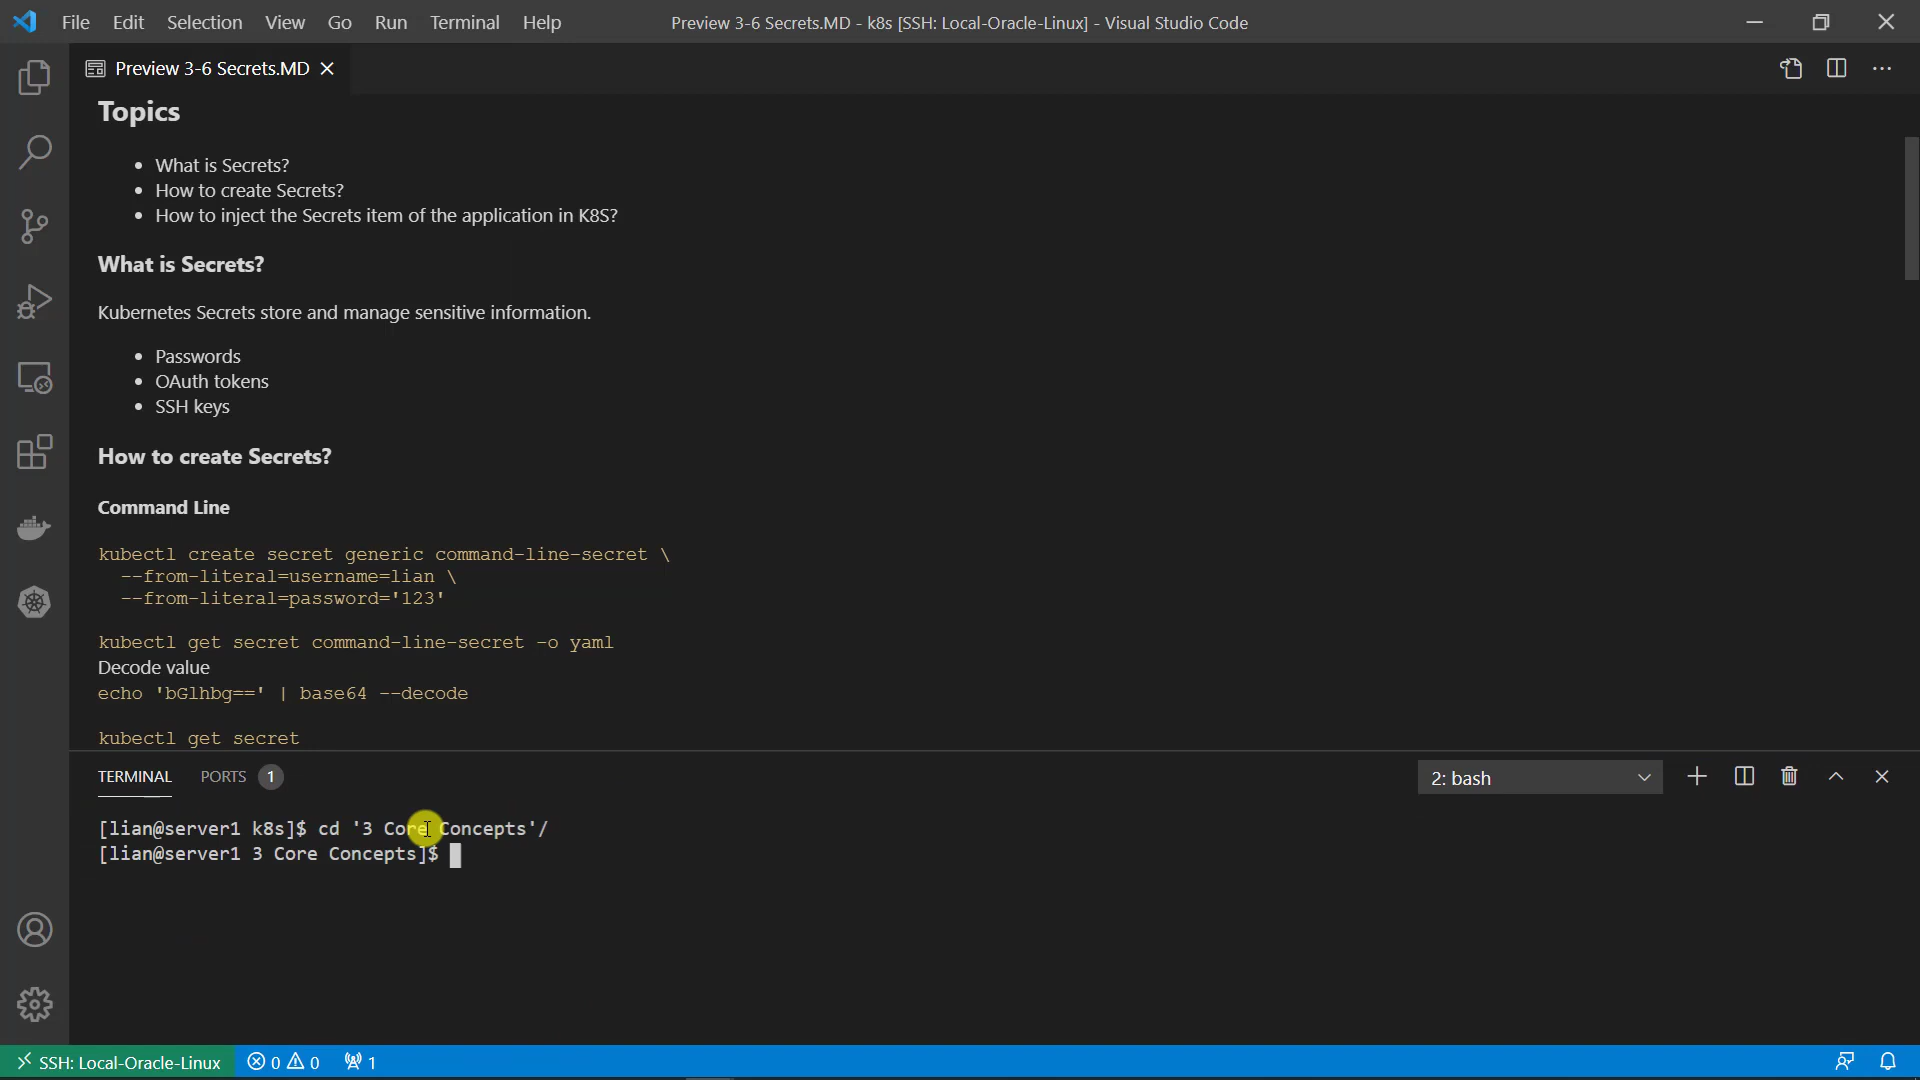 File Edit Selection View Go Run Terminal Help
Preview 3-6 Secrets.MD - k8s [SSH: Local-Oracle-Linux] - Visual Studio Code
Preview 3-6 Secrets.MD
Topics
• What is Secrets?
• How to create Secrets?
• How to inject the Secrets item of the application in K8S?
What is Secrets?
Kubernetes Secrets store and manage sensitive information.
• Passwords
• OAuth tokens
• SSH keys
How to create Secrets?
Command Line
kubectl create secret generic command-line-secret \
--from-literal=username=lian \
--from-literal=password='123'
kubectl get secret command-line-secret -o yaml
Decode value
echo 'bGlhbg==' | base64 --decode
kubectl get secret
TERMINAL PORTS 1
2: bash
[lian@server1 k8s]$ cd '3 Core Concepts'/
[lian@server1 3 Core Concepts]$
SSH: Local-Oracle-Linux 0 0 1